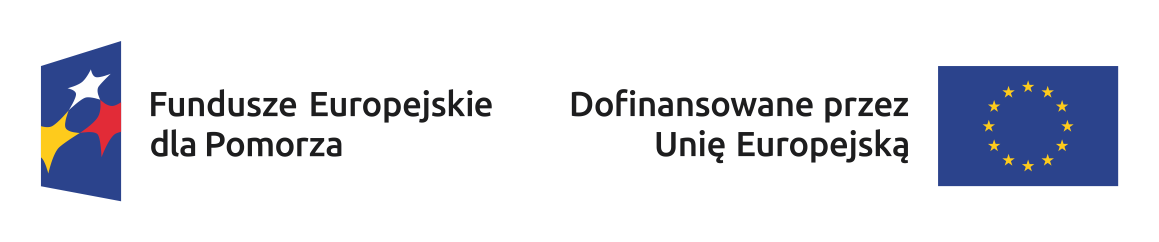 Fundusze Europejskie
dla Pomorza
Dofinansowane przez
Unię Europejską